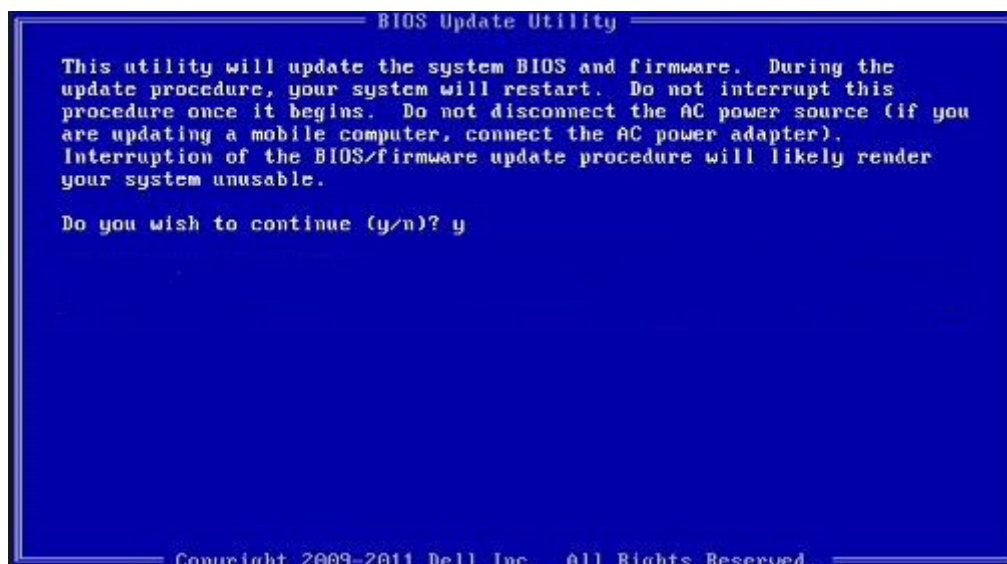 BIOS Update Utility
This utility will update the system BIOS and firmware. During the
update procedure, your system will restart. Do not interrupt this
procedure once it begins. Do not disconnect the AC power source (if you
are updating a mobile computer, connect the AC power adapter).
Interruption of the BIOS/firmware update procedure will likely render
your system unusable.
Do you wish to continue (y/n)? y
Copyright 2009-2011 Dell Inc. All Rights Reserved.